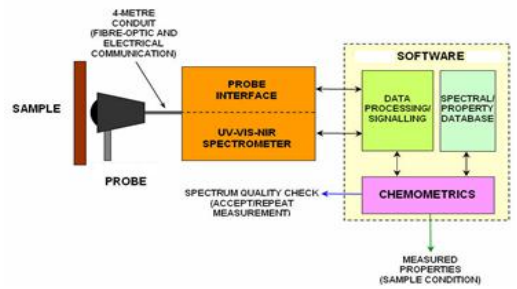 4-METRE
CONDUIT
(FIBRE-OPTIC AND
ELECTRICAL
COMMUNICATION)
SAMPLE
PROBE
PROBE
INTERFACE
UV-VIS-NIR
SPECTROMETER
SOFTWARE
DATA
PROCESSING/
SIGNALLING
SPECTRAL/
PROPERTY
DATABASE
CHEMOMETRICS
SPECTRUM QUALITY CHECK
(ACCEPT/REPEAT
MEASUREMENT)
MEASURED
PROPERTIES
(SAMPLE CONDITION)